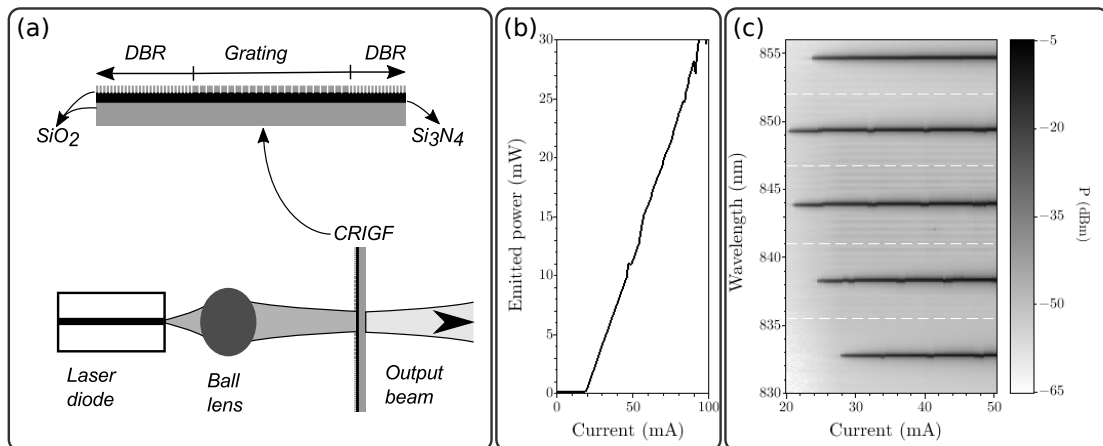 (a)
DBR Grating DBR
SiO2
Si3N4
CRIGF
Laser
diode
Ball
lens
Output
beam
(b)
30
25
20
15
10
5
0
0 50 100
Emitted power (mW)
Current (mA)
(c)
855
850
845
840
835
830
20 30 40 50
Wavelength (nm)
Current (mA)
−5
−20
−35
−50
−65
P (dBm)